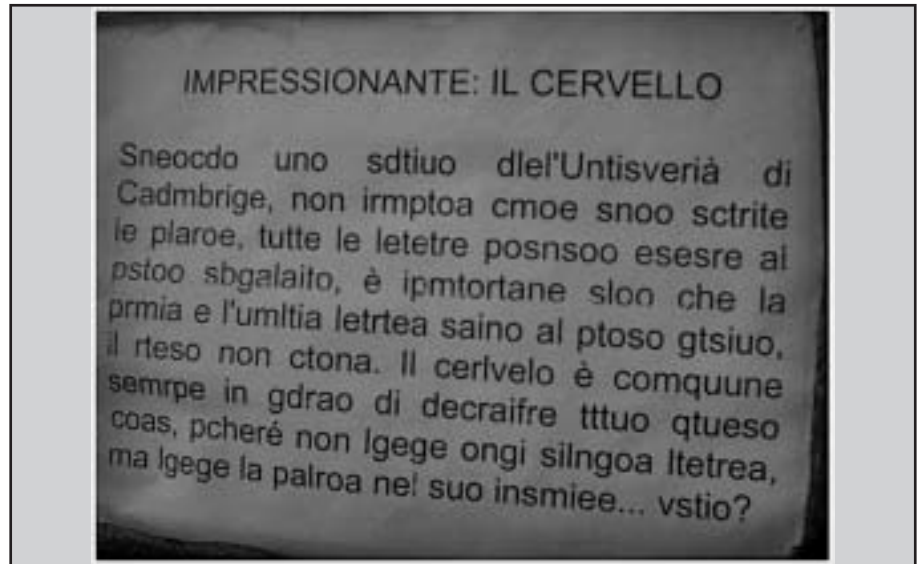 IMPRESSIONANTE: IL CERVELLO
Sneocdo uno sdtiuo dlel'Untisverià di
Cadmbrige, non irmptoa cmoe snoo sctrite
le plaroe, tutte le letetre posnsoo esesre al
pstoo sbgalaito, è ipmtortane sloo che la
prmia e l'umltia letrtea saino al ptoso gtsiuo,
il rteso non ctona. Il cerlvelo è comquune
semrpe in gdrao di decraifre tttuo qtueso
coas, pcheré non lgege ongi silngoa ltetrea,
ma lgege la palroa nel suo insmiee... vstio?